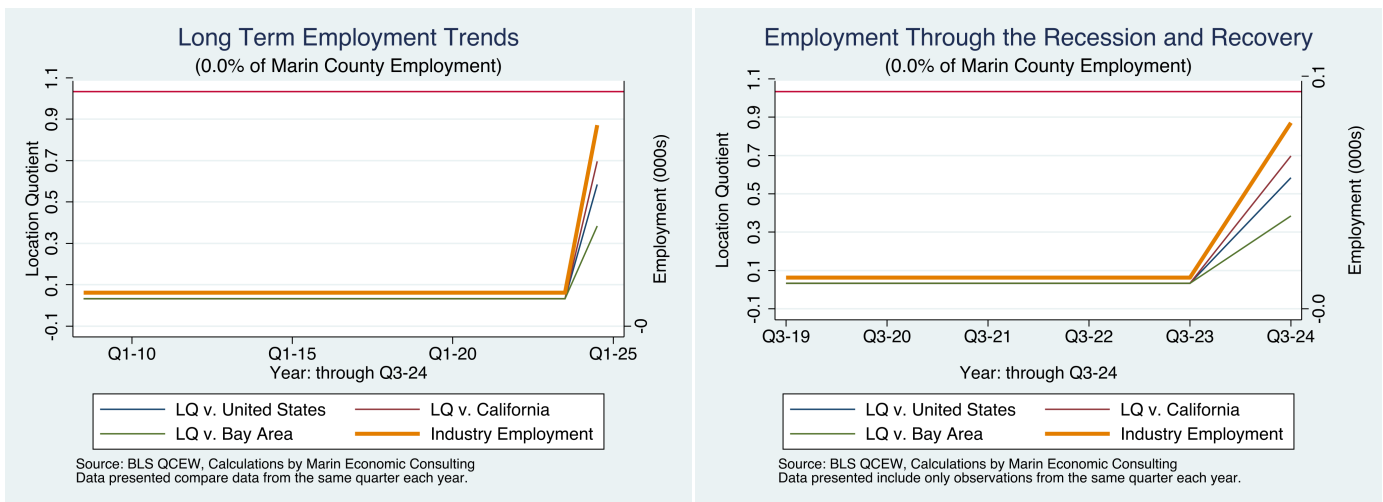 Long Term Employment Trends
(0.0% of Marin County Employment)
Location Quotient
1.1
0.9
0.7
0.5
0.3
0.1
-0.1
Employment (000s)
-0
Q1-10 Q1-15 Q1-20 Q1-25
Year: through Q3-24
LQ v. United States LQ v. California
LQ v. Bay Area Industry Employment
Source: BLS QCEW, Calculations by Marin Economic Consulting
Data presented compare data from the same quarter each year.
Employment Through the Recession and Recovery
(0.0% of Marin County Employment)
Location Quotient
1.1
0.9
0.7
0.5
0.3
0.1
-0.1
Employment (000s)
0.1
-0.0
Q3-19 Q3-20 Q3-21 Q3-22 Q3-23 Q3-24
Year: through Q3-24
LQ v. United States LQ v. California
LQ v. Bay Area Industry Employment
Source: BLS QCEW, Calculations by Marin Economic Consulting
Data presented include only observations from the same quarter each year.